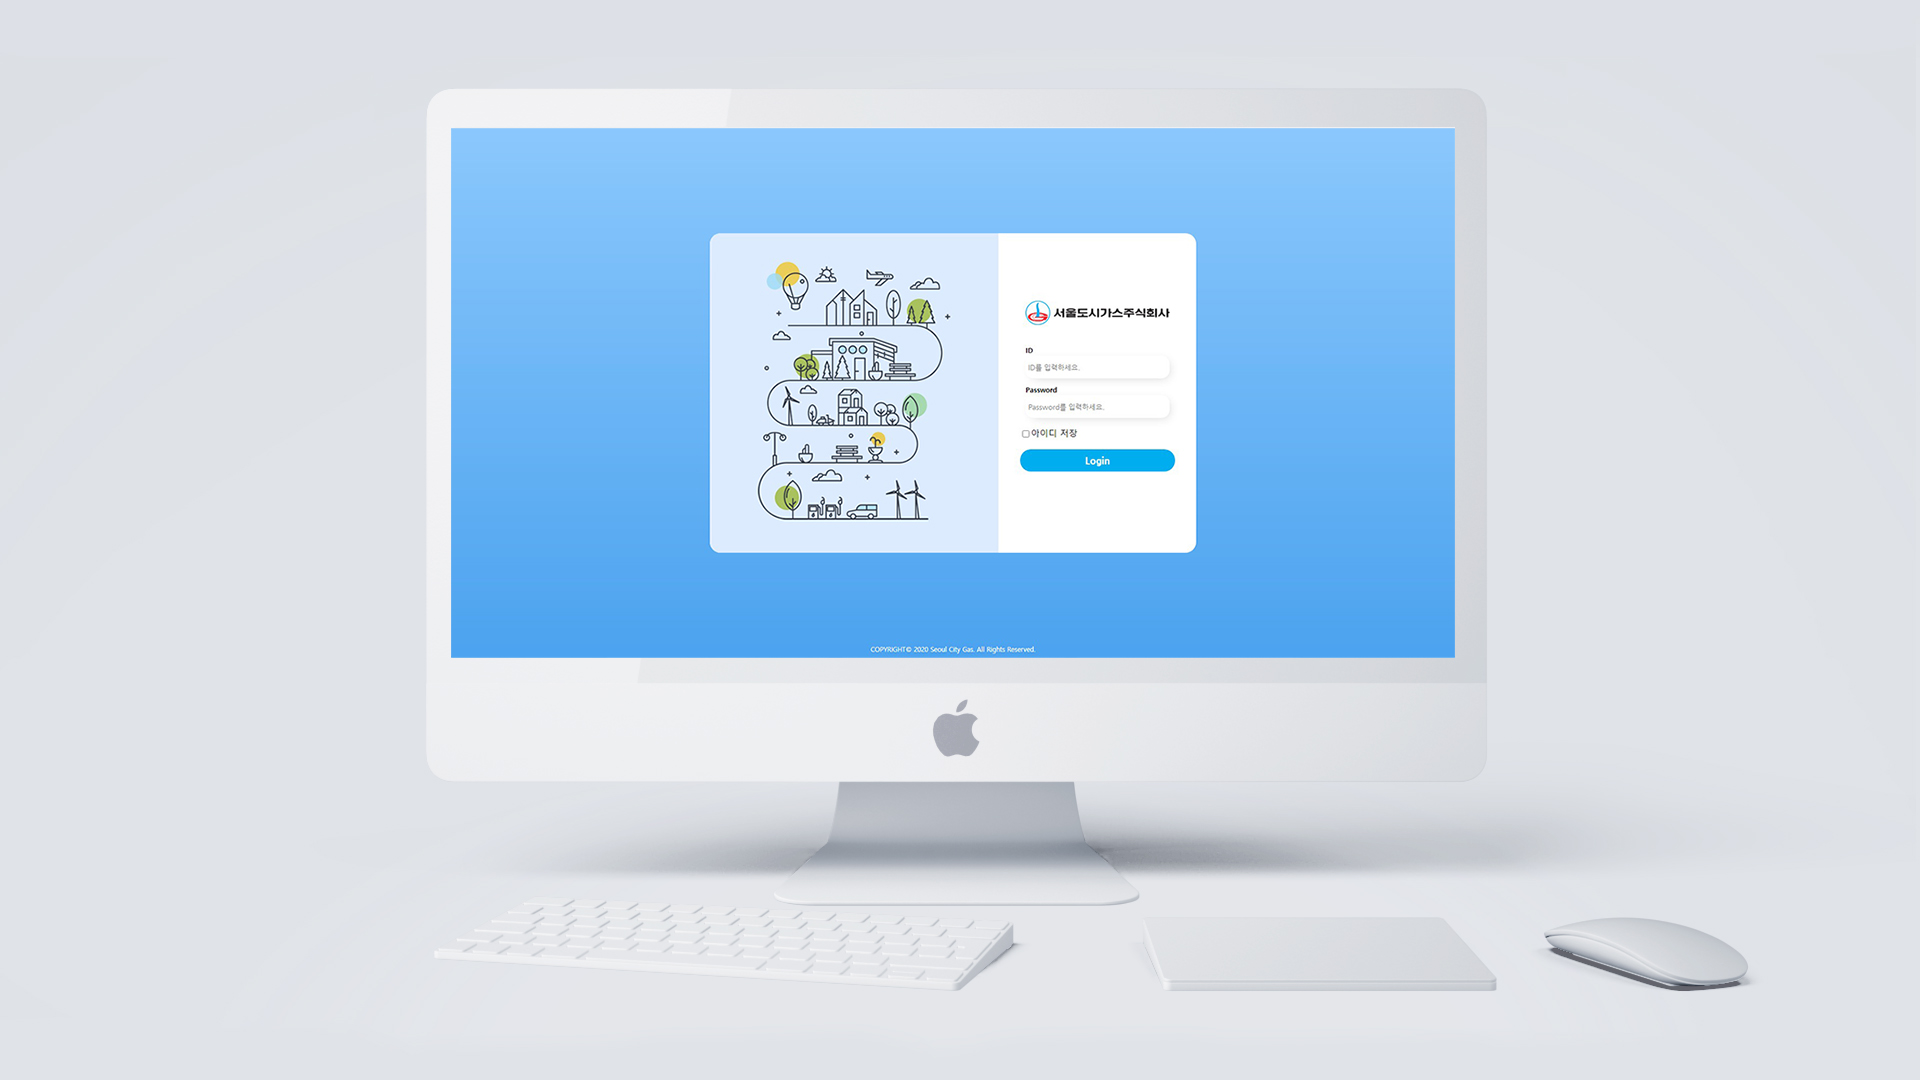 서울도시가스주식회사
ID
ID를 입력하세요.
Password
Password를 입력하세요.
아이디 저장
Login
COPYRIGHT© 2020 Seoul City Gas. All Rights Reserved.